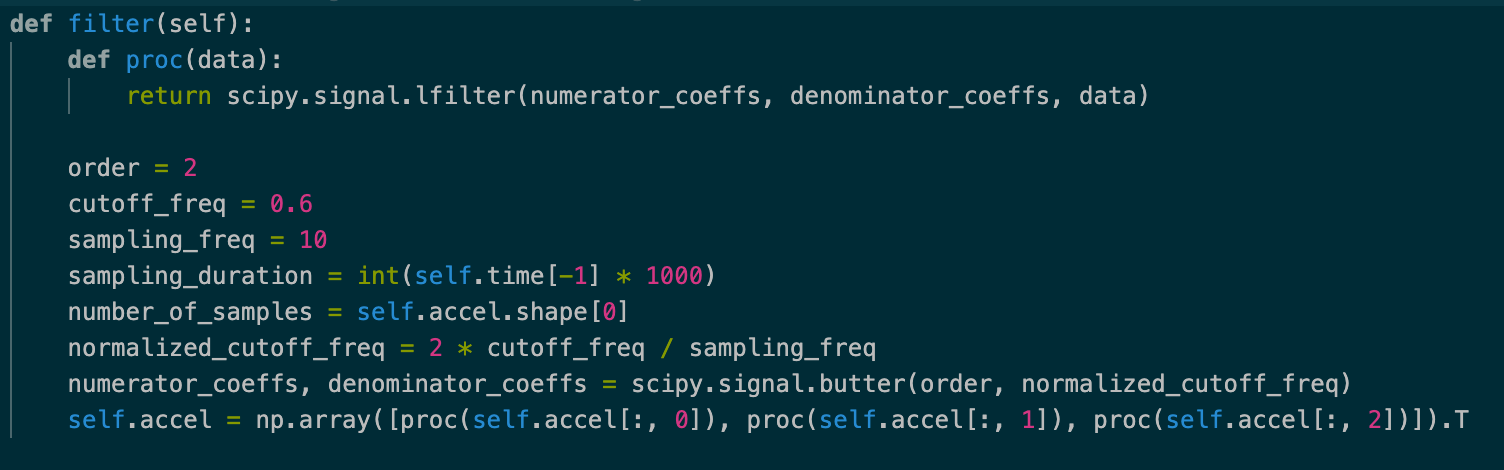 def filter(self):
    def proc(data):
        return scipy.signal.lfilter(numerator_coeffs, denominator_coeffs, data)

    order = 2
    cutoff_freq = 0.6
    sampling_freq = 10
    sampling_duration = int(self.time[-1] * 1000)
    number_of_samples = self.accel.shape[0]
    normalized_cutoff_freq = 2 * cutoff_freq / sampling_freq
    numerator_coeffs, denominator_coeffs = scipy.signal.butter(order, normalized_cutoff_freq)
    self.accel = np.array([proc(self.accel[:, 0]), proc(self.accel[:, 1]), proc(self.accel[:, 2])]).T